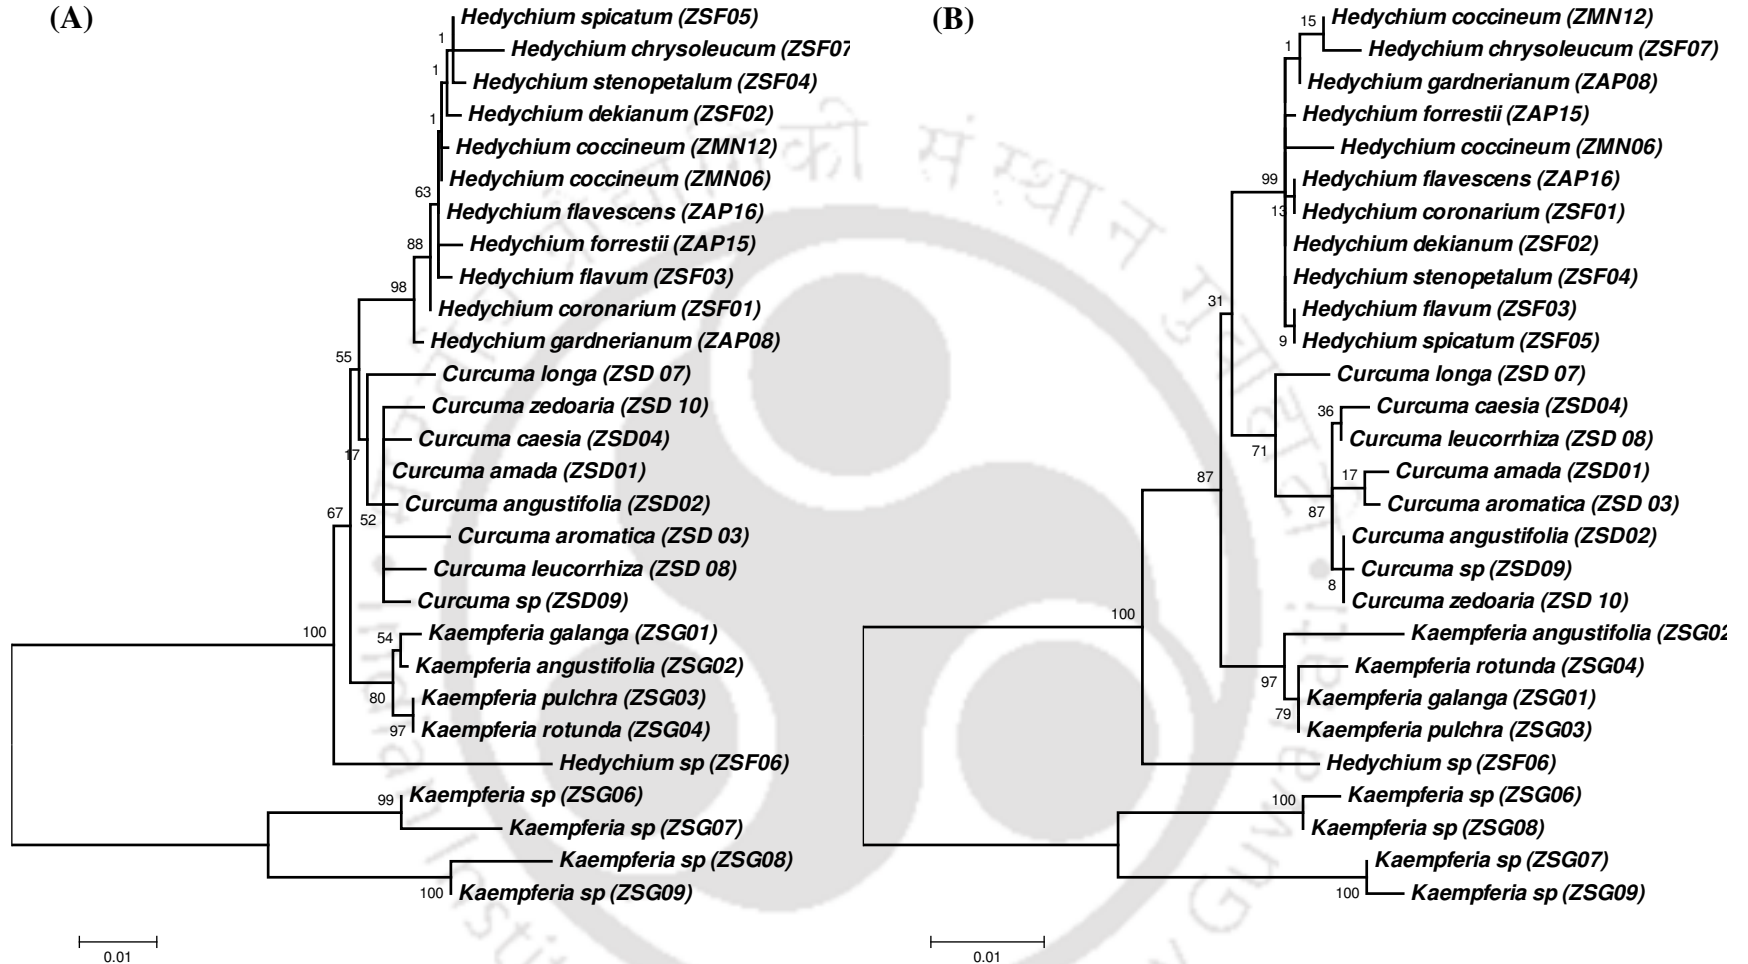 (A)
Hedychium spicatum (ZSF05)
1
Hedychium chrysoleucum (ZSF07
1
Hedychium stenopetalum (ZSF04)
Hedychium dekianum (ZSF02)
1
Hedychium coccineum (ZMN12)
Hedychium coccineum (ZMN06)
63
Hedychium flavescens (ZAP16)
88
Hedychium forrestii (ZAP15)
Hedychium flavum (ZSF03)
98
Hedychium coronarium (ZSF01)
Hedychium gardnerianum (ZAP08)
55
Curcuma longa (ZSD 07)
Curcuma zedoaria (ZSD 10)
Curcuma caesia (ZSD04)
17
Curcuma amada (ZSD01)
Curcuma angustifolia (ZSD02)
67
52
Curcuma aromatica (ZSD 03)
Curcuma leucorrhiza (ZSD 08)
Curcuma sp (ZSD09)
100
54
Kaempferia galanga (ZSG01)
Kaempferia angustifolia (ZSG02)
80
Kaempferia pulchra (ZSG03)
97
Kaempferia rotunda (ZSG04)
Hedychium sp (ZSF06)
99
Kaempferia sp (ZSG06)
Kaempferia sp (ZSG07)
Kaempferia sp (ZSG08)
100
Kaempferia sp (ZSG09)
0.01
(B)
15
Hedychium coccineum (ZMN12)
1
Hedychium chrysoleucum (ZSF07)
Hedychium gardnerianum (ZAP08)
Hedychium forrestii (ZAP15)
Hedychium coccineum (ZMN06)
99
Hedychium flavescens (ZAP16)
13
Hedychium coronarium (ZSF01)
Hedychium dekianum (ZSF02)
Hedychium stenopetalum (ZSF04)
31
Hedychium flavum (ZSF03)
9
Hedychium spicatum (ZSF05)
Curcuma longa (ZSD 07)
36
Curcuma caesia (ZSD04)
71
Curcuma leucorrhiza (ZSD 08)
87
17
Curcuma amada (ZSD01)
87
Curcuma aromatica (ZSD 03)
Curcuma angustifolia (ZSD02)
Curcuma sp (ZSD09)
8
Curcuma zedoaria (ZSD 10)
100
Kaempferia angustifolia (ZSG02
97
Kaempferia rotunda (ZSG04)
Kaempferia galanga (ZSG01)
79
Kaempferia pulchra (ZSG03)
Hedychium sp (ZSF06)
100
Kaempferia sp (ZSG06)
Kaempferia sp (ZSG08)
Kaempferia sp (ZSG07)
100
Kaempferia sp (ZSG09)
0.01